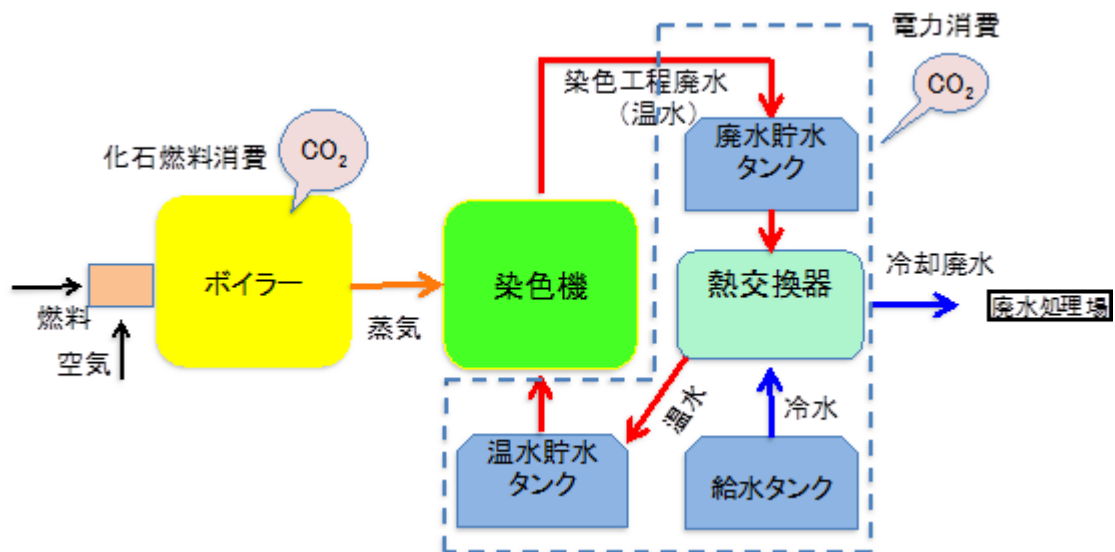 電力消費
CO₂
染色工程廃水
（温水）
廃水貯水
タンク
化石燃料消費
CO₂
ボイラー
染色機
熱交換器
冷却廃水
廃水処理場
燃料
空気
蒸気
温水
冷水
温水貯水
タンク
給水タンク